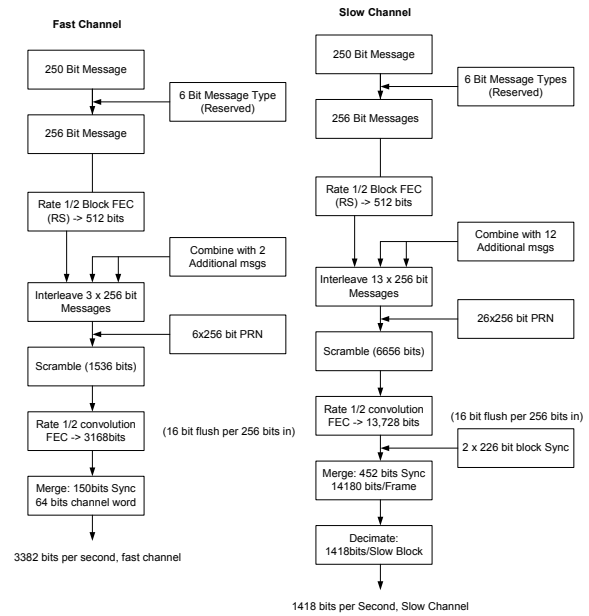 Fast Channel
250 Bit Message
6 Bit Message Type
(Reserved)
256 Bit Message
Rate 1/2 Block FEC
(RS) -> 512 bits
Combine with 2
Additional msgs
Interleave 3 x 256 bit
Messages
6x256 bit PRN
Scramble (1536 bits)
Rate 1/2 convolution
FEC -> 3168bits
(16 bit flush per 256 bits in)
Merge: 150bits Sync
64 bits channel word
3382 bits per second, fast channel
Slow Channel
250 Bit Message
6 Bit Message Types
(Reserved)
256 Bit Messages
Rate 1/2 Block FEC
(RS) -> 512 bits
Combine with 12
Additional msgs
Interleave 13 x 256 bit
Messages
26x256 bit PRN
Scramble (6656 bits)
Rate 1/2 convolution
FEC -> 13,728 bits
(16 bit flush per 256 bits in)
2 x 226 bit block Sync
Merge: 452 bits Sync
14180 bits/Frame
Decimate:
1418bits/Slow Block
1418 bits per Second, Slow Channel